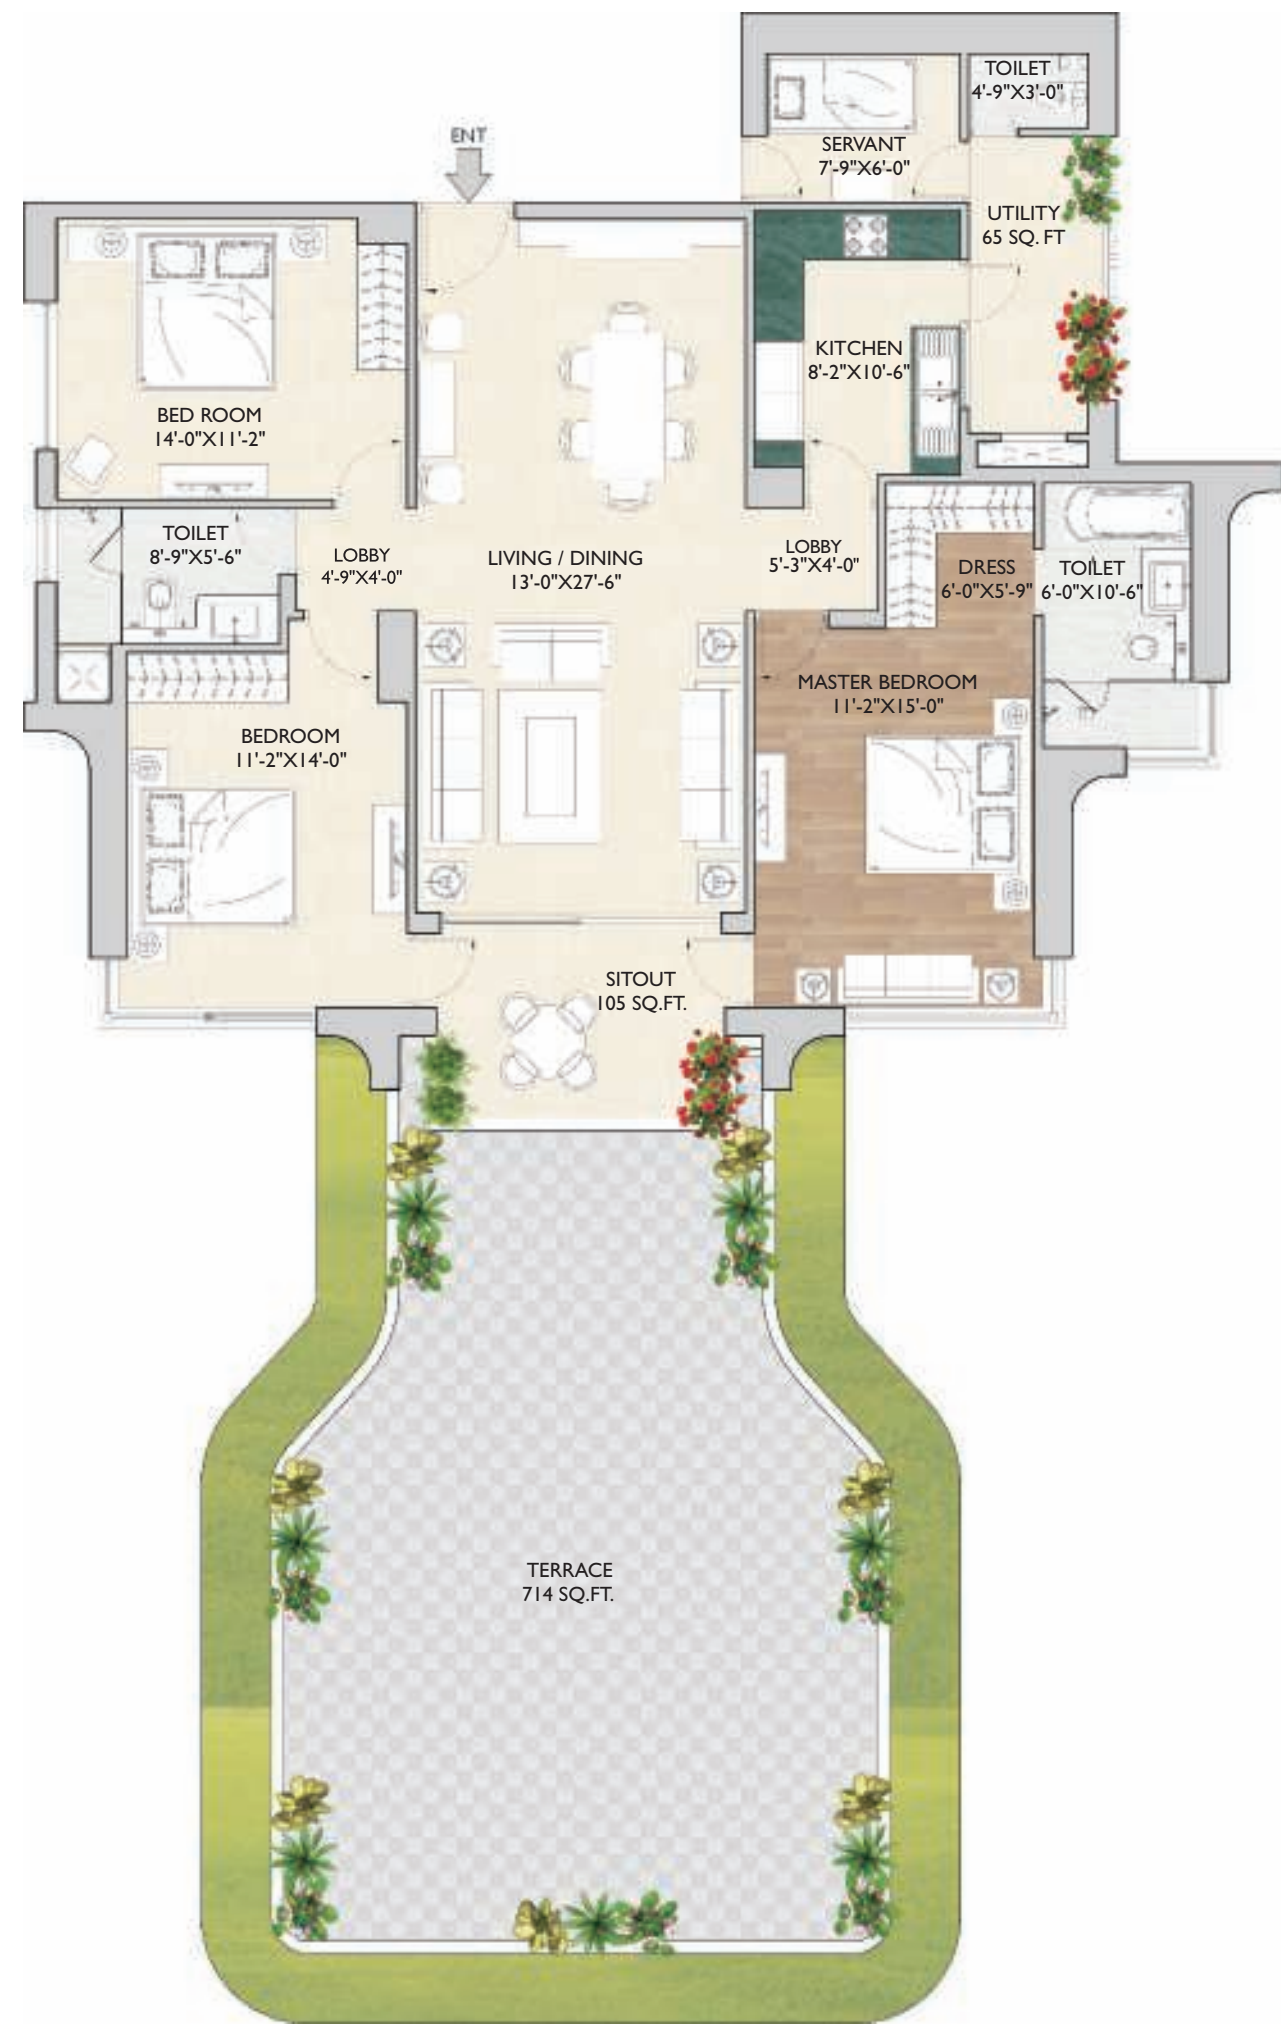 TOILET
4'-9"X3'-0"
ENT
SERVANT
7'-9"X6'-0"
UTILITY
65 SQ. FT
KITCHEN
8'-2"X10'-6"
BED ROOM
14'-0"X11'-2"
TOILET
8'-9"X5'-6"
LOBBY
4'-9"X4'-0"
LIVING / DINING
13'-0"X27'-6"
LOBBY
5'-3"X4'-0"
DRESS
6'-0"X5'-9"
TOILET
6'-0"X10'-6"
MASTER BEDROOM
11'-2"X15'-0"
BEDROOM
11'-2"X14'-0"
SITOUT
105 SQ.FT.
TERRACE
714 SQ.FT.